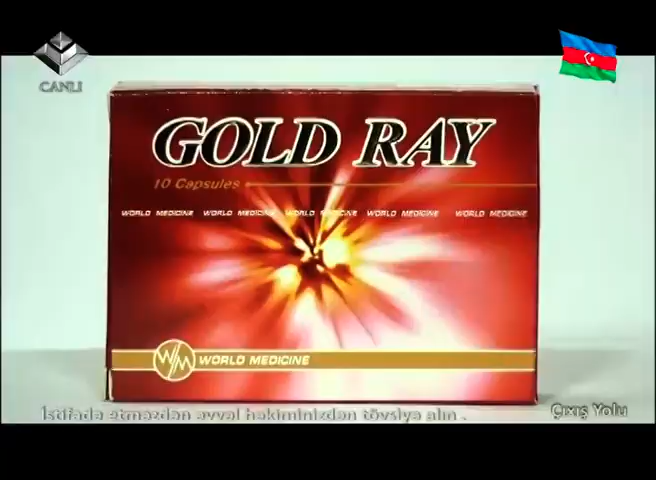 CANLI
GOLD RAY
10 Capsules
WORLD MEDICINE WORLD MEDICINE WORLD MEDICINE WORLD MEDICINE WORLD MEDICINE
WM WORLD MEDICINE
İstifadə etməzdən əvvəl həkiminizdən tövsiyə alın.
Çıxış Yolu